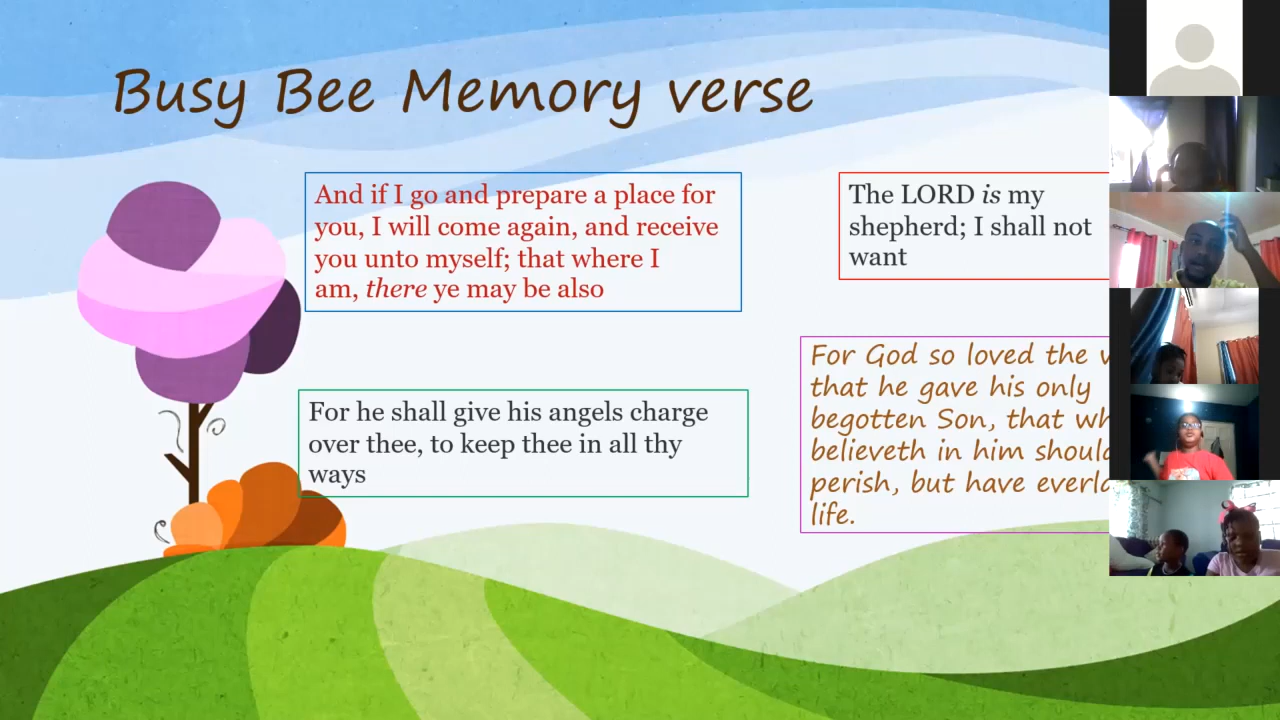 Busy Bee Memory verse
And if I go and prepare a place for
you, I will come again, and receive
you unto myself; that where I
am, there ye may be also
The LORD is my
shepherd; I shall not
want
For he shall give his angels charge
over thee, to keep thee in all thy
ways
For God so loved the
that he gave his only
begotten Son, that
believeth in him should
perish, but have
life.